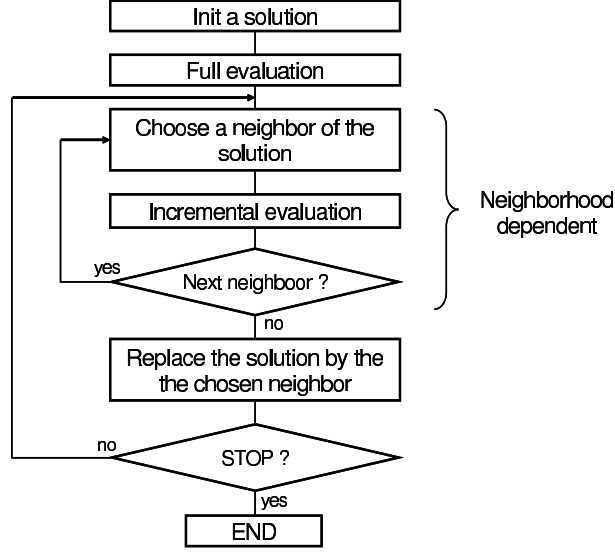 Init a solution
Full evaluation
Choose a neighbor of the
solution
Incremental evaluation
Neighborhood
dependent
yes
Next neighboor ?
no
Replace the solution by the
the chosen neighbor
no
STOP ?
yes
END